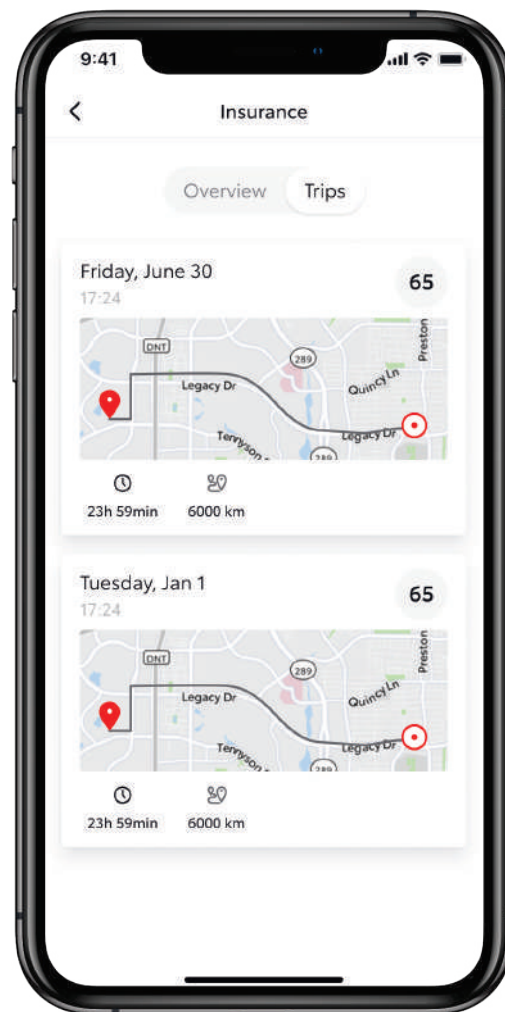 9:41
Insurance
Overview Trips
Friday, June 30
65
17:24
DNT
289
Preston
Legacy Dr
Quincy Ln
Tennyson
Legacy Dr
289
23h 59min 6000 km
Tuesday, Jan 1
65
17:24
DNT
289
Preston
Legacy Dr
Quincy Ln
Tennyson
Legacy Dr
289
23h 59min 6000 km